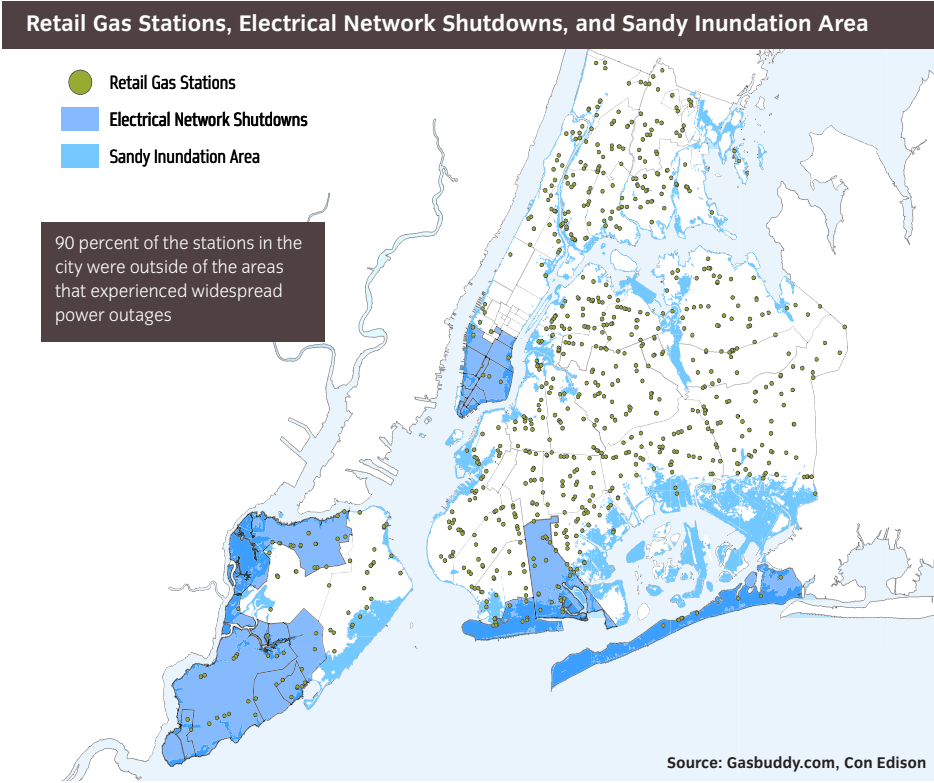 Retail Gas Stations, Electrical Network Shutdowns, and Sandy Inundation Area
Retail Gas Stations
Electrical Network Shutdowns
Sandy Inundation Area
90 percent of the stations in the
city were outside of the areas
that experienced widespread
power outages
Source: Gasbuddy.com, Con Edison